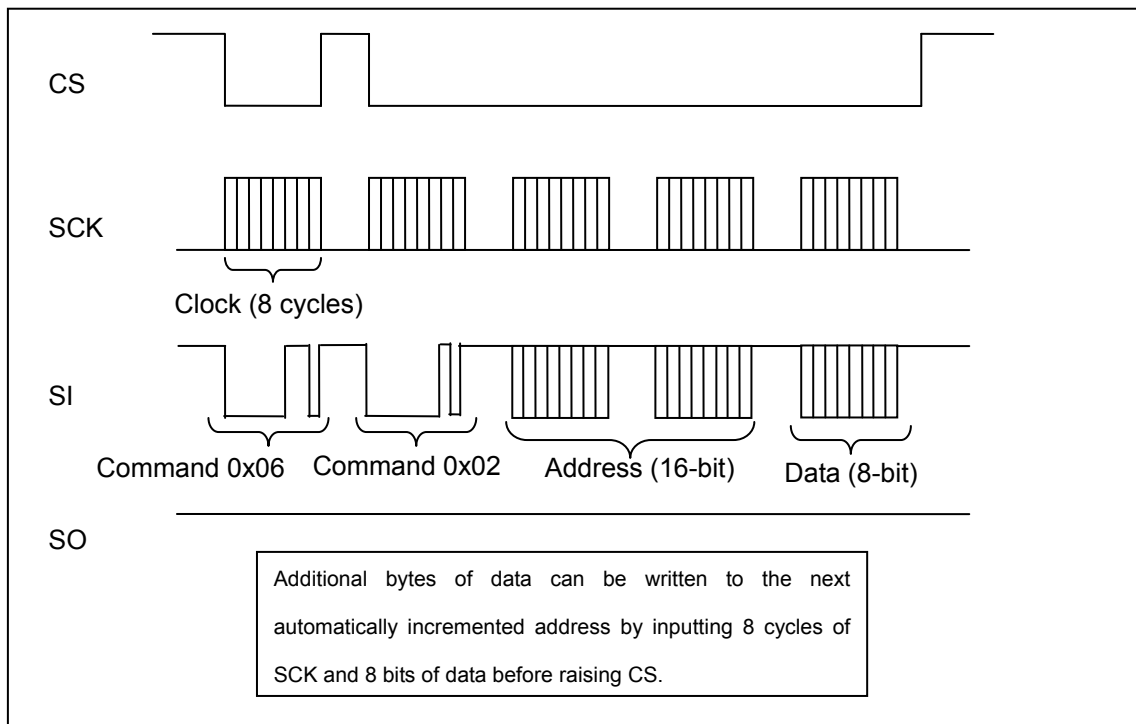 CS
SCK
Clock (8 cycles)
SI
Command 0x06
Command 0x02
Address (16-bit)
Data (8-bit)
SO
Additional bytes of data can be written to the next
automatically incremented address by inputting 8 cycles of
SCK and 8 bits of data before raising CS.